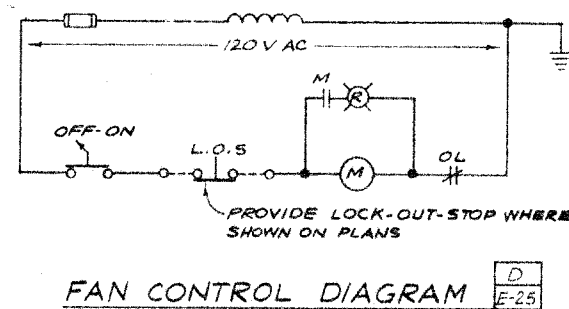 120 V AC
M
R
OFF-ON
L.O.S
M
OL
PROVIDE LOCK-OUT-STOP WHERE
SHOWN ON PLANS
FAN CONTROL DIAGRAM
D
E-25